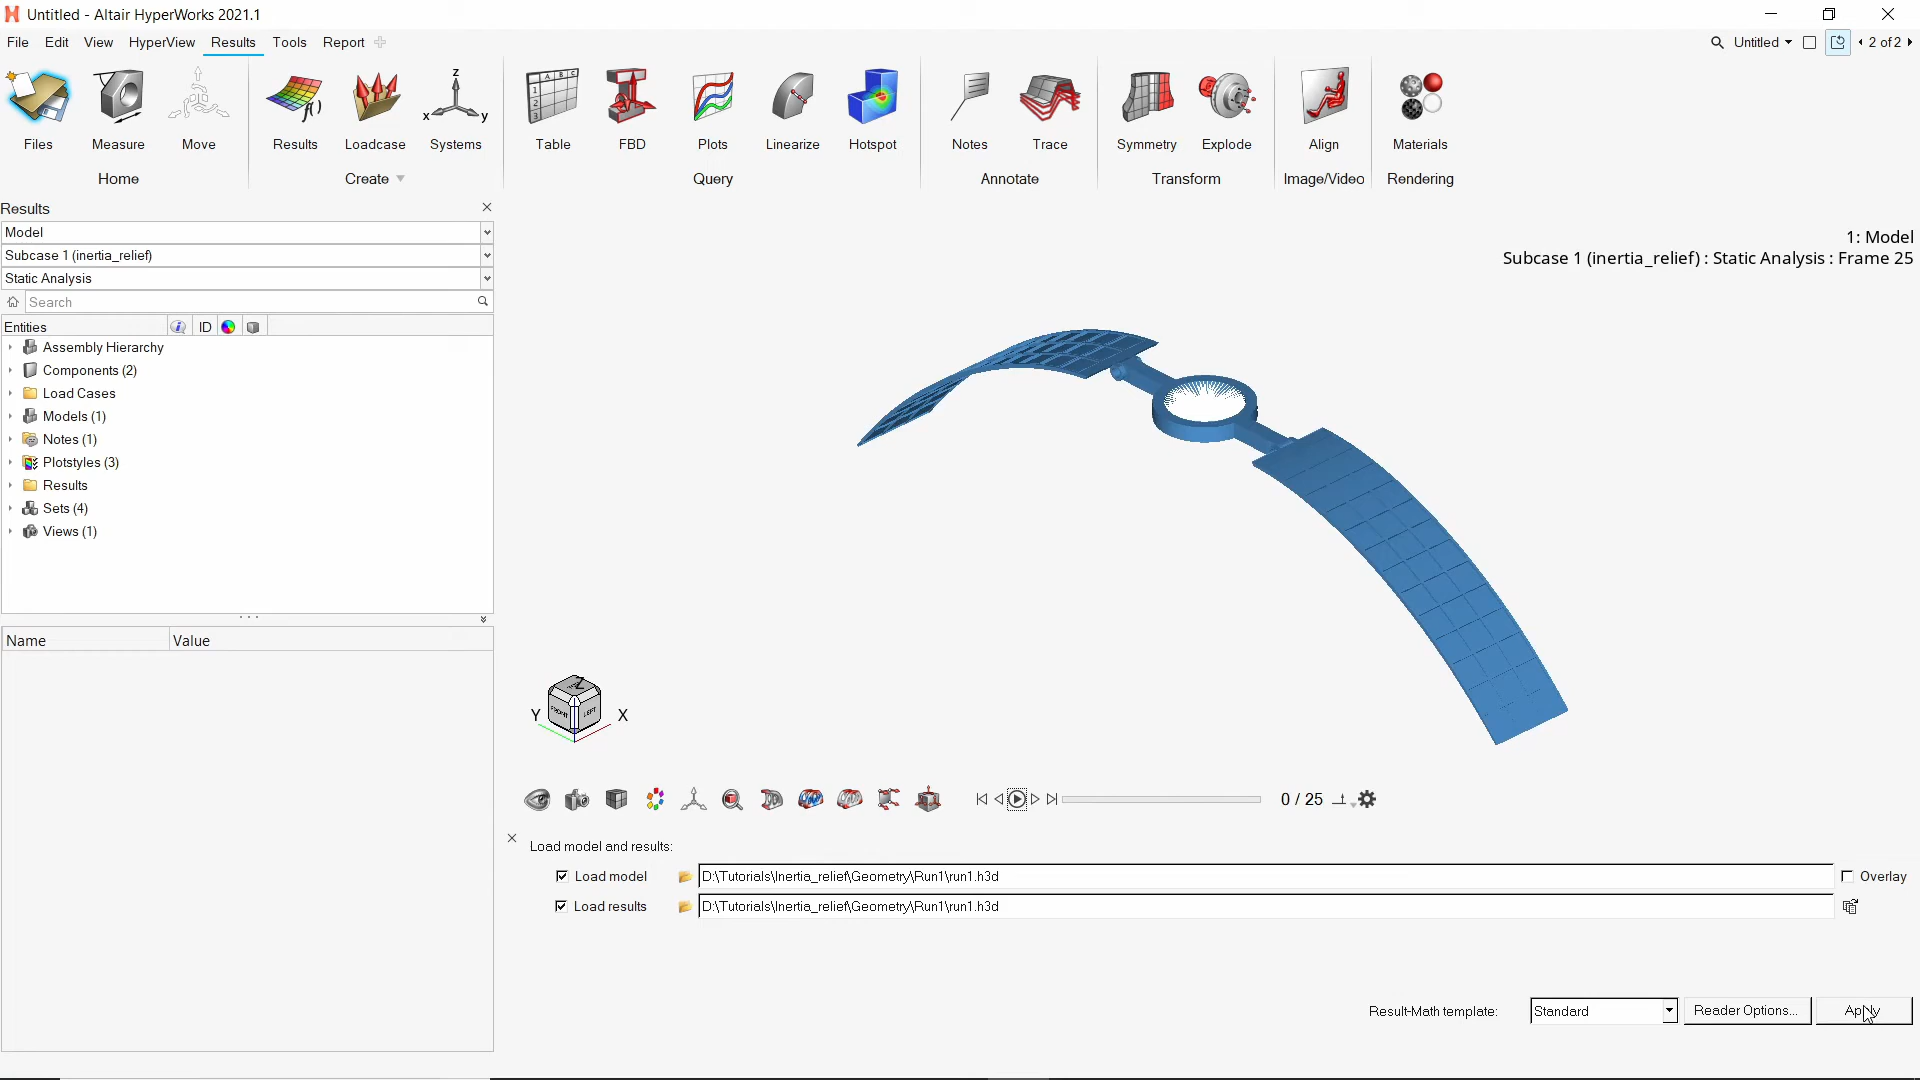 Untitled - Altair HyperWorks 2021.1
File Edit View HyperView Results Tools Report
Untitled 2 of 2
Files Measure Move Results Loadcase Systems Table FBD Plots Linearize Hotspot Notes Trace Symmetry Explode Align Materials
Home Create Query Annotate Transform Image/Video Rendering
Results
Model
Subcase 1 (inertia_relief)
Static Analysis
Search
Entities ID
Assembly Hierarchy
Components (2)
Load Cases
Models (1)
Notes (1)
Plotstyles (3)
Results
Sets (4)
Views (1)
Name Value
1: Model
Subcase 1 (inertia_relief) : Static Analysis : Frame 25
Z
FRONT LEFT
Y X
0 / 25
Load model and results:
Load model D:\Tutorials\Inertia_relief\Geometry\Run1\run1.h3d Overlay
Load results D:\Tutorials\Inertia_relief\Geometry\Run1\run1.h3d
Result-Math template: Standard Reader Options... Apply